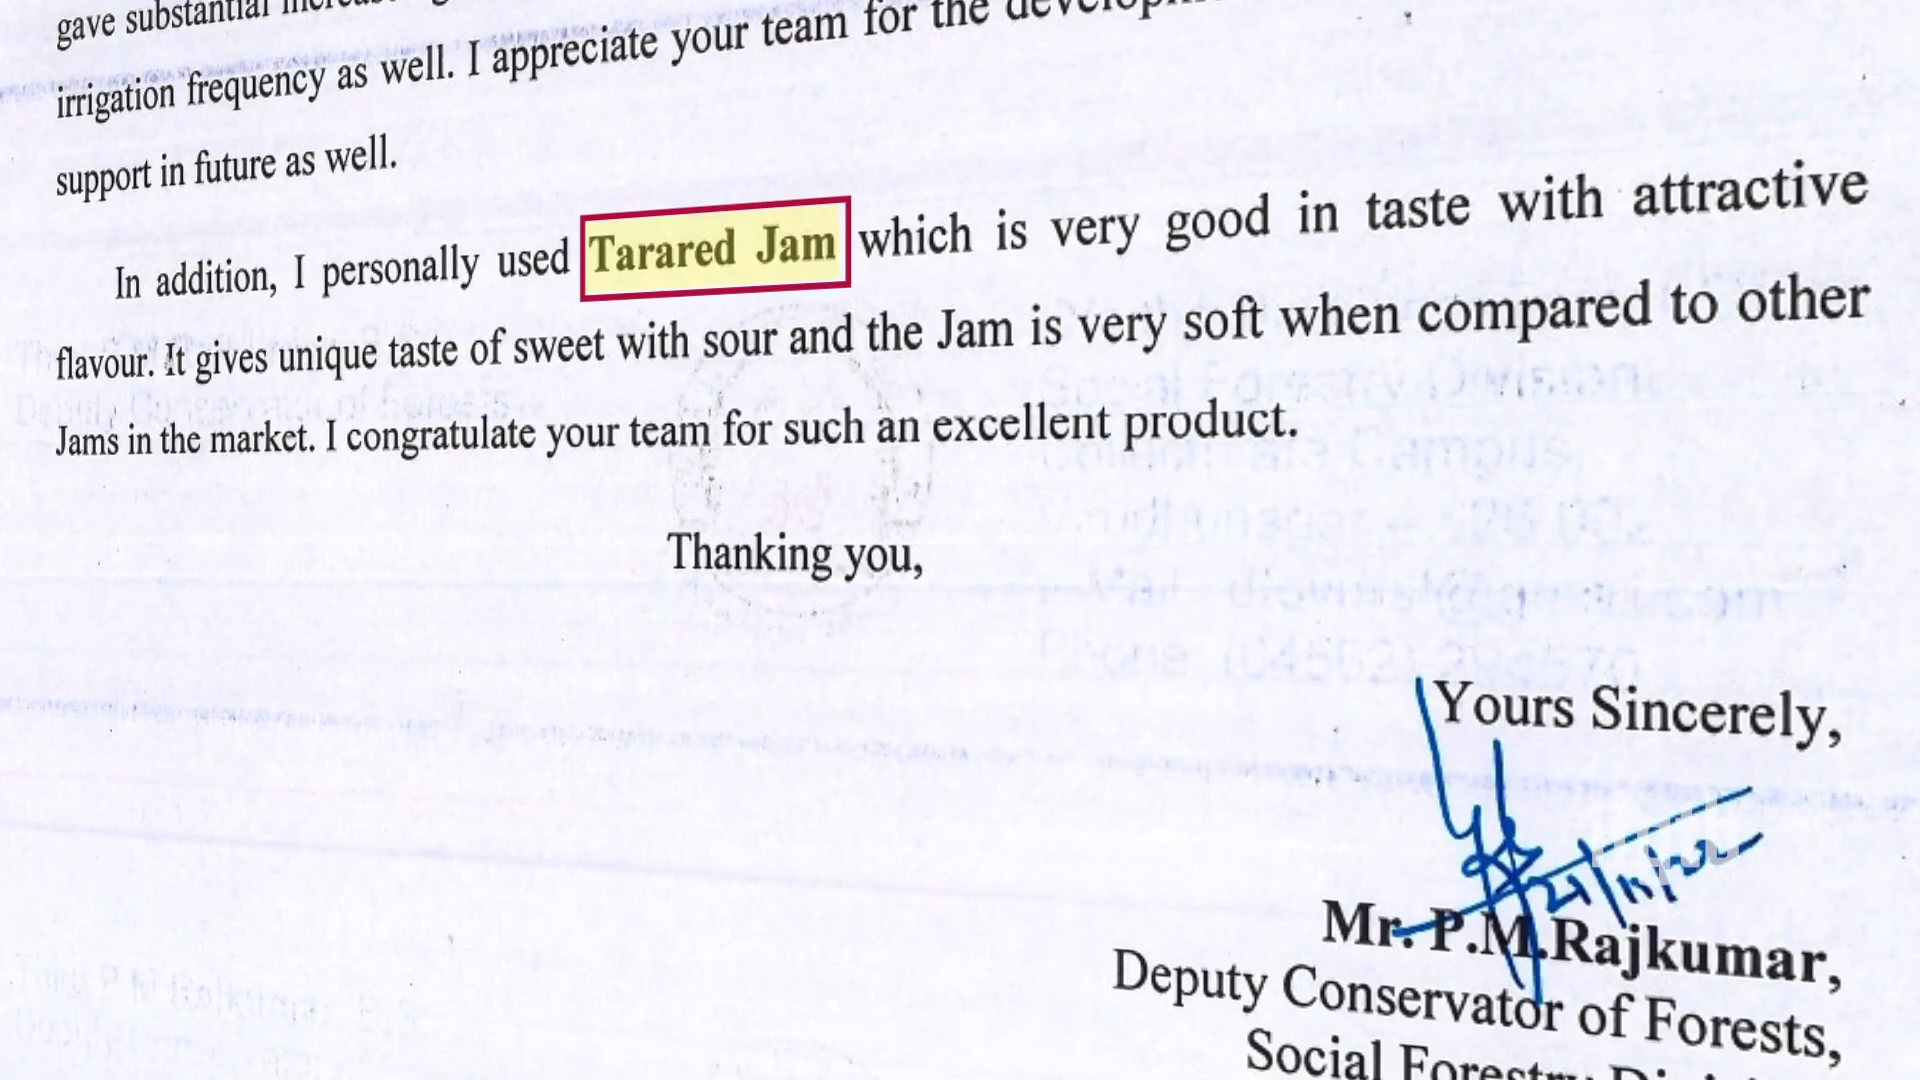 gave substantial
irrigation frequency as well. I appreciate your team for the
support in future as well.
In addition, I personally used Tarared Jam which is very good in taste with attractive
flavour. It gives unique taste of sweet with sour and the Jam is very soft when compared to other
Jams in the market. I congratulate your team for such an excellent product.
Thanking you,
Yours Sincerely,
Mr. P.M.Rajkumar,
Deputy Conservator of Forests,
Social Forestry